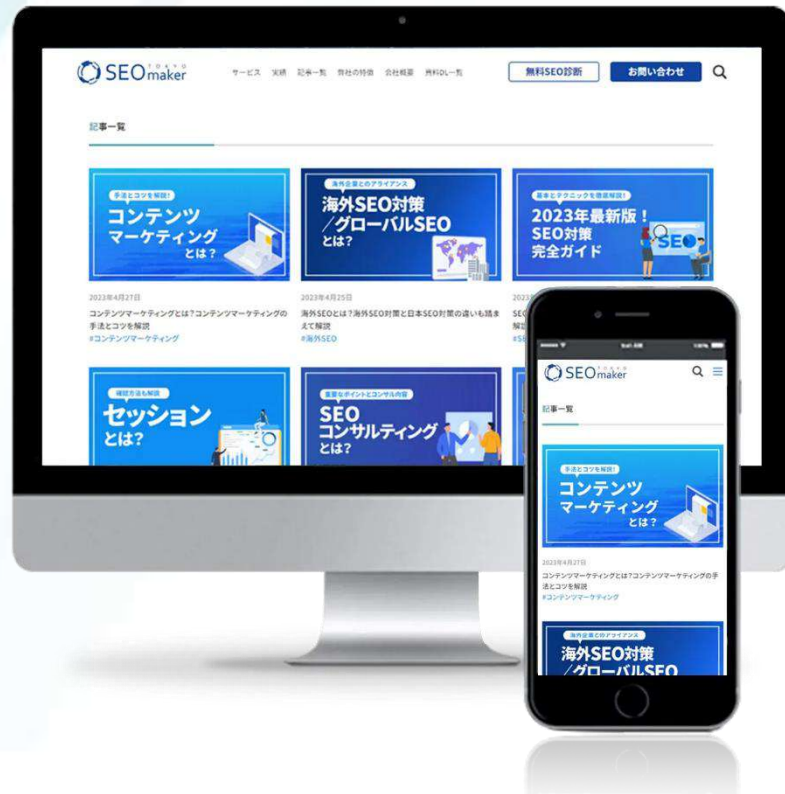 TOKYO
SEOmaker
サービス 実績 記事一覧 弊社の特徴 会社概要 資料DL一覧
無料SEO診断
お問い合わせ
記事一覧
手法とコツを解説!
コンテンツ
マーケティング
とは?
2023年4月27日
コンテンツマーケティングとは?コンテンツマーケティングの
手法とコツを解説
#コンテンツマーケティング
海外企業とのアライアンス
海外SEO対策
/グローバルSEO
とは?
2023年4月25日
海外SEOとは?海外SEO対策と日本SEO対策の違いも踏ま
えて解説
#海外SEO
基本とテクニックを徹底解説!
2023年最新版!
SEO対策
完全ガイド
SEO
確認方法も解説
セッション
とは?
重要なポイントとコンサル内容
SEO
コンサルティング
とは?
TOKYO
SEOmaker
記事一覧
手法とコツを解説!
コンテンツ
マーケティング
とは?
2023年4月27日
コンテンツマーケティングとは?コンテンツマーケティングの手
法とコツを解説
#コンテンツマーケティング
海外企業とのアライアンス
海外SEO対策
/グローバルSEO